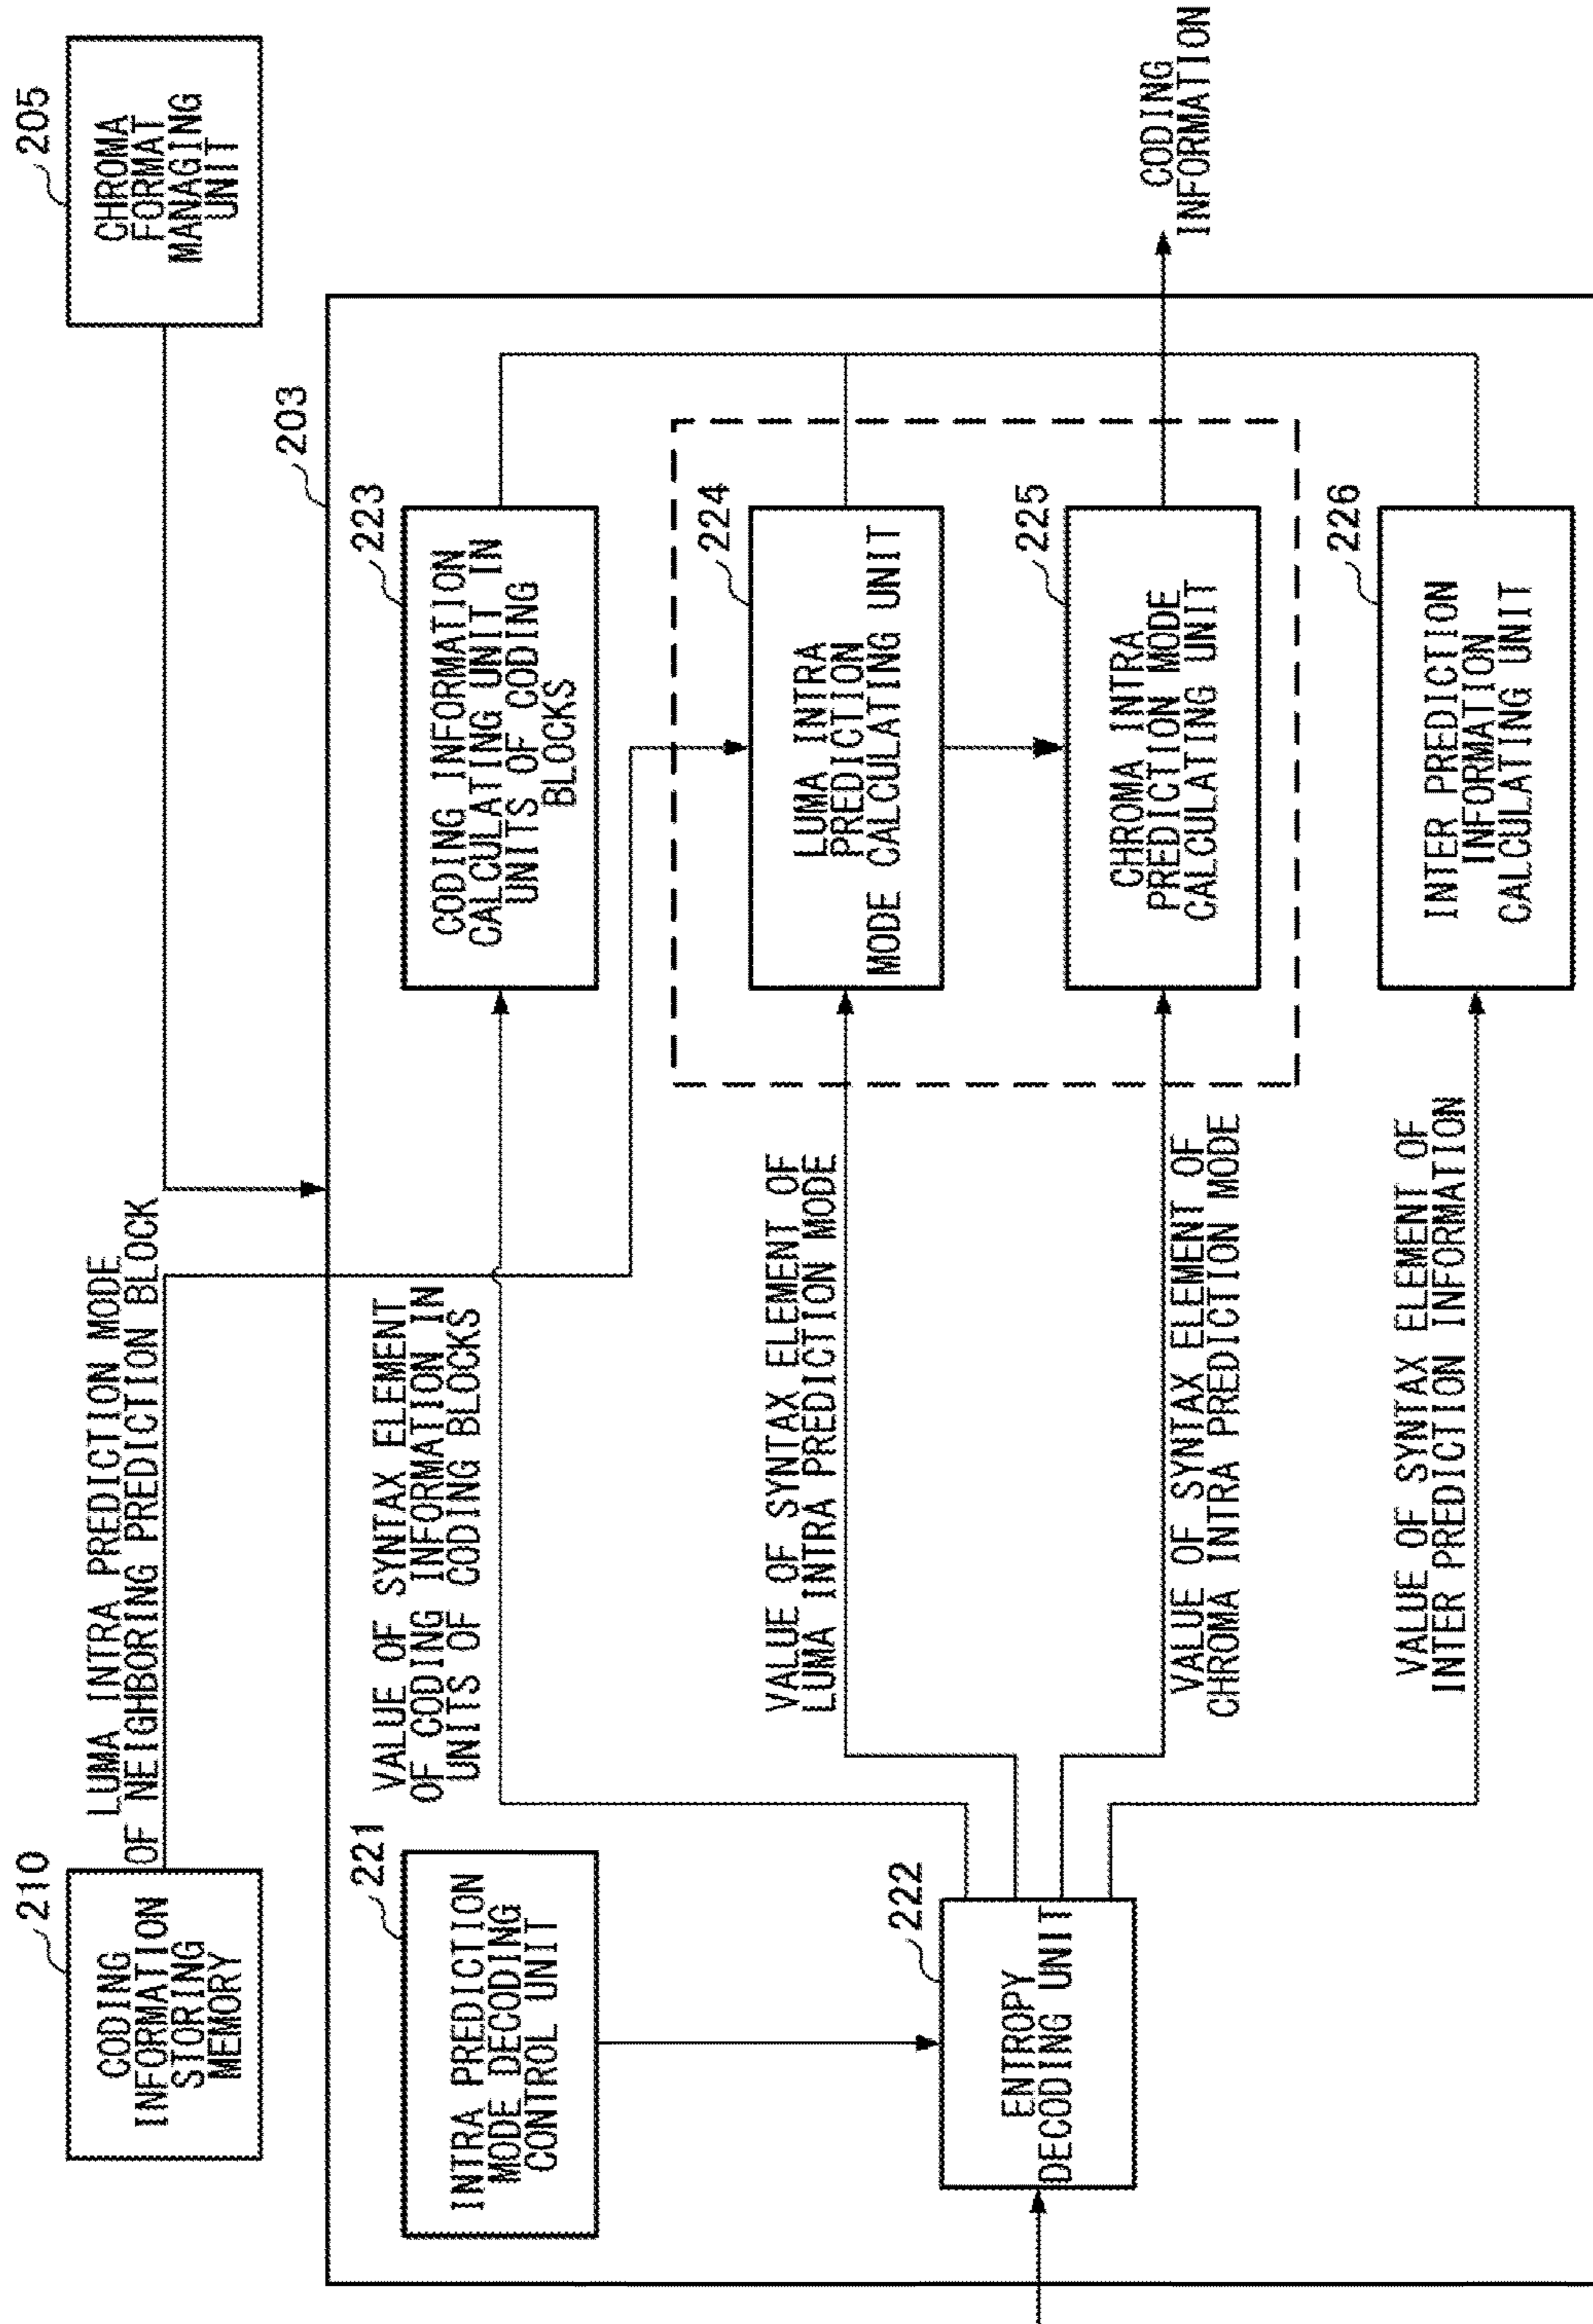 210
CODING
INFORMATION
STORING
MEMORY
LUMA INTRA PREDICTION MODE
OF NEIGHBORING PREDICTION BLOCK
205
CHROMA
FORMAT
MANAGING
UNIT
203
221
INTRA PREDICTION
MODE DECODING
CONTROL UNIT
VALUE OF SYNTAX ELEMENT
OF CODING INFORMATION IN
UNITS OF CODING BLOCKS
223
CODING INFORMATION
CALCULATING UNIT IN
UNITS OF CODING
BLOCKS
VALUE OF SYNTAX ELEMENT OF
LUMA INTRA PREDICTION MODE
224
LUMA INTRA
PREDICTION
MODE CALCULATING UNIT
222
ENTROPY
DECODING UNIT
VALUE OF SYNTAX ELEMENT OF
CHROMA INTRA PREDICTION MODE
225
CHROMA INTRA
PREDICTION MODE
CALCULATING UNIT
CODING
INFORMATION
VALUE OF SYNTAX ELEMENT OF
INTER PREDICTION INFORMATION
226
INTER PREDICTION
INFORMATION
CALCULATING UNIT